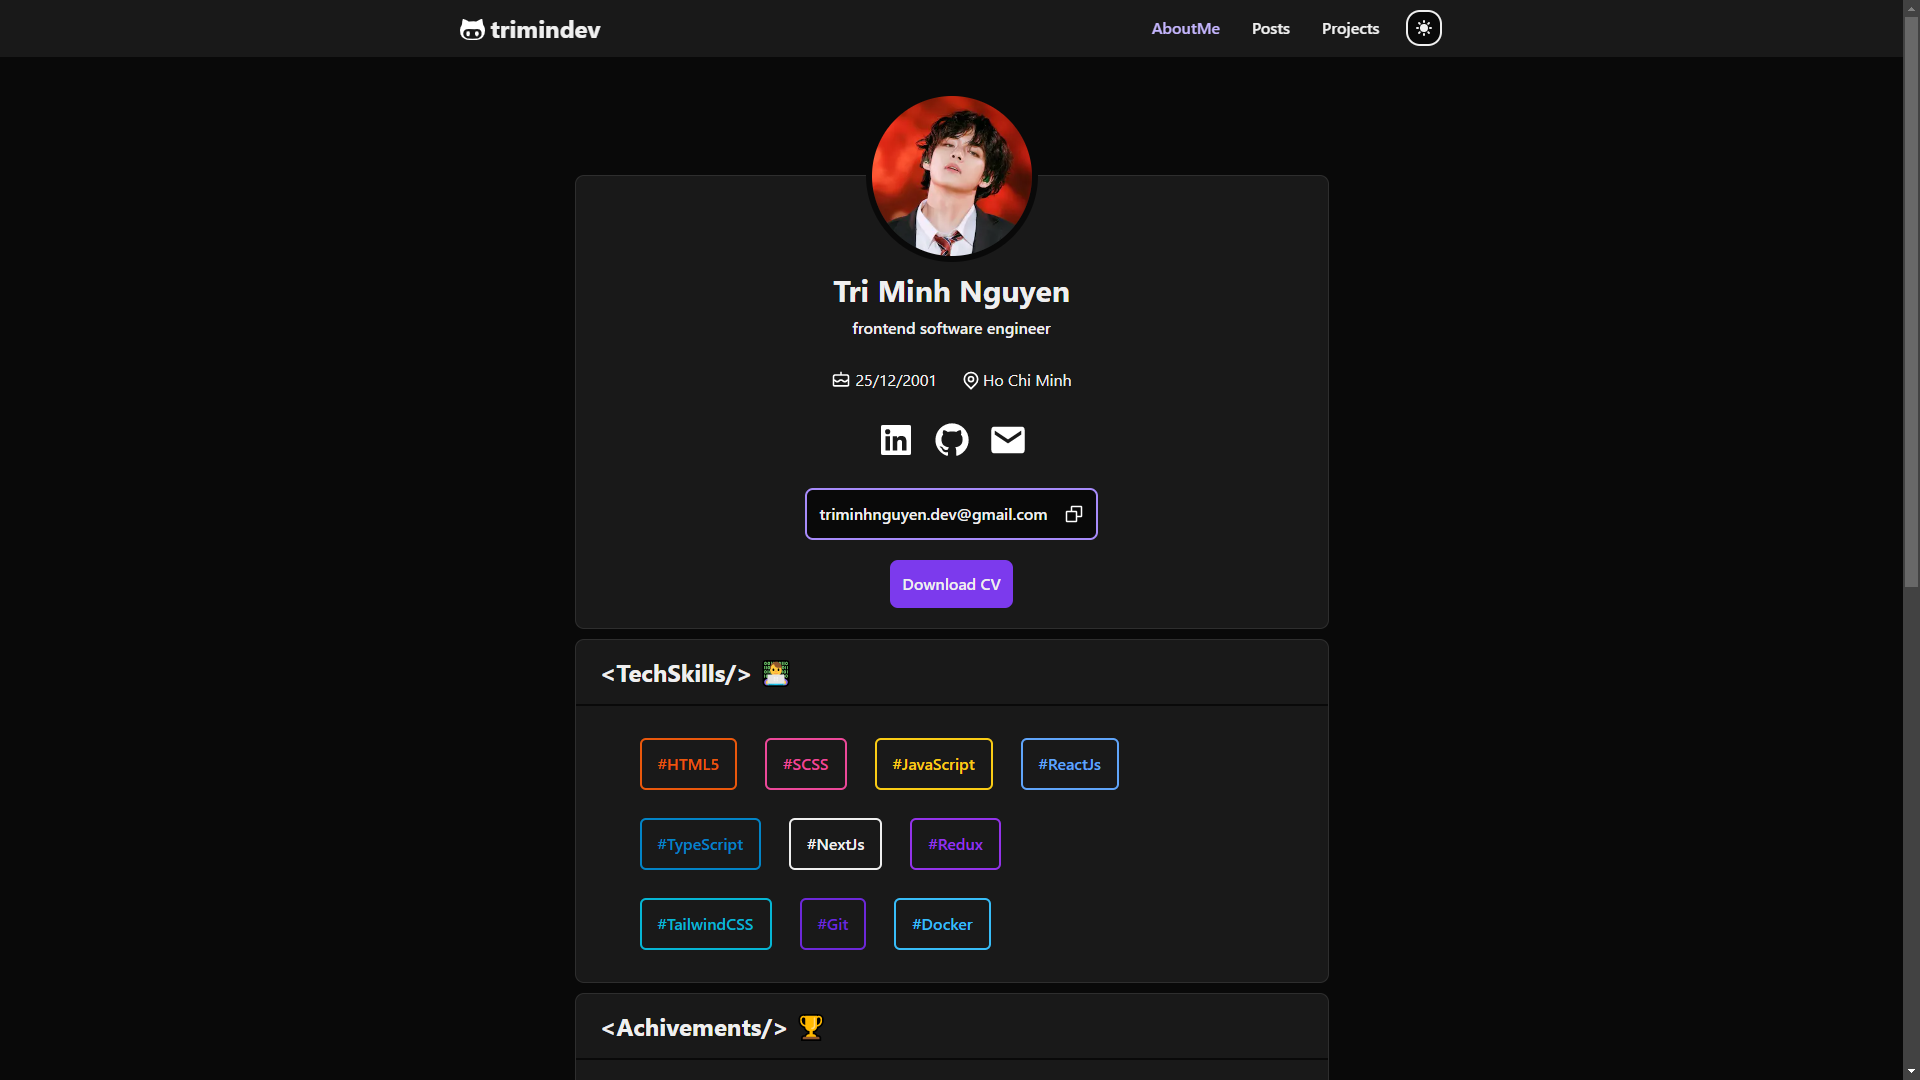 trimindev
AboutMe Posts Projects
Tri Minh Nguyen
frontend software engineer
25/12/2001 Ho Chi Minh
in
triminhnguyen.dev@gmail.com
Download CV
<TechSkills/>
#HTML5 #SCSS #JavaScript #ReactJs
#TypeScript #NextJs #Redux
#TailwindCSS #Git #Docker
<Achivements/>